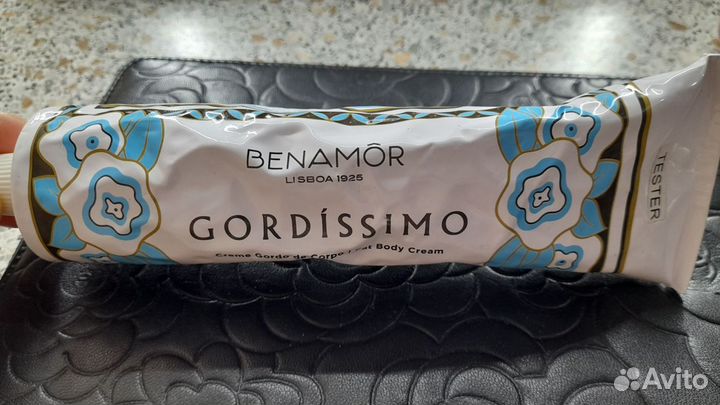 BENAMÔR
LISBOA 1925
GORDÍSSIMO
Creme Gordo de Corpo / Fat Body Cream
TESTER
Avito